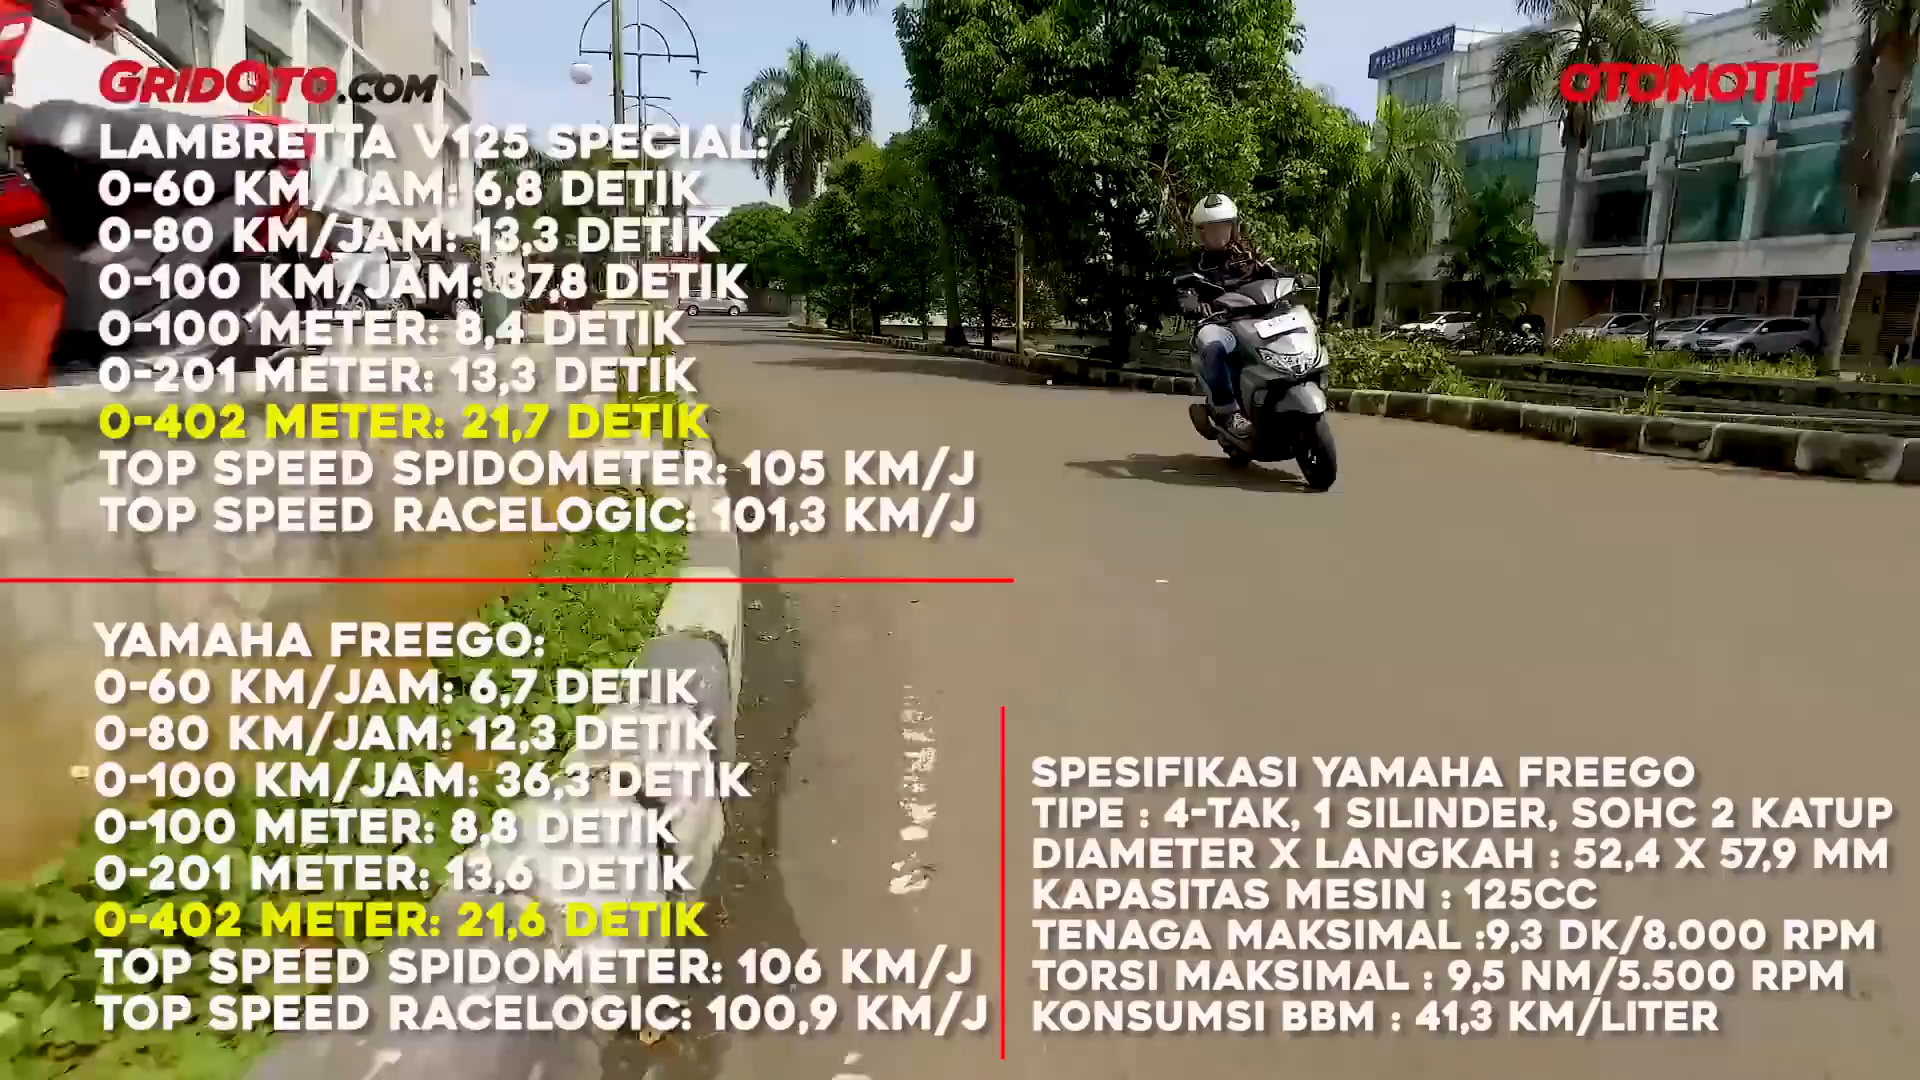 GRIDOTO.COM
OTOMOTIF
LAMBRETTA V125 SPECIAL:
0-60 KM/JAM: 6,8 DETIK
0-80 KM/JAM: 13,3 DETIK
0-100 KM/JAM: 37,8 DETIK
0-100 METER: 8,4 DETIK
0-201 METER: 13,3 DETIK
0-402 METER: 21,7 DETIK
TOP SPEED SPIDOMETER: 105 KM/J
TOP SPEED RACELOGIC: 101,3 KM/J
YAMAHA FREEGO:
0-60 KM/JAM: 6,7 DETIK
0-80 KM/JAM: 12,3 DETIK
0-100 KM/JAM: 36,3 DETIK
0-100 METER: 8,8 DETIK
0-201 METER: 13,6 DETIK
0-402 METER: 21,6 DETIK
TOP SPEED SPIDOMETER: 106 KM/J
TOP SPEED RACELOGIC: 100,9 KM/J
SPESIFIKASI YAMAHA FREEGO
TIPE : 4-TAK, 1 SILINDER, SOHC 2 KATUP
DIAMETER X LANGKAH : 52,4 X 57,9 MM
KAPASITAS MESIN : 125CC
TENAGA MAKSIMAL :9,3 DK/8.000 RPM
TORSI MAKSIMAL : 9,5 NM/5.500 RPM
KONSUMSI BBM : 41,3 KM/LITER